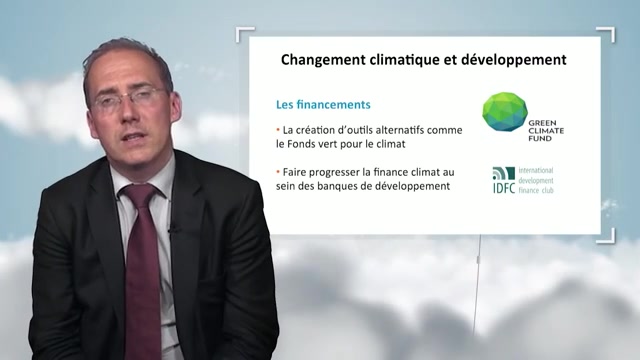 Changement climatique et développement
Les financements
• La création d'outils alternatifs comme
le Fonds vert pour le climat
• Faire progresser la finance climat au
sein des banques de développement
GREEN
CLIMATE
FUND
IDFC
international
development
finance club